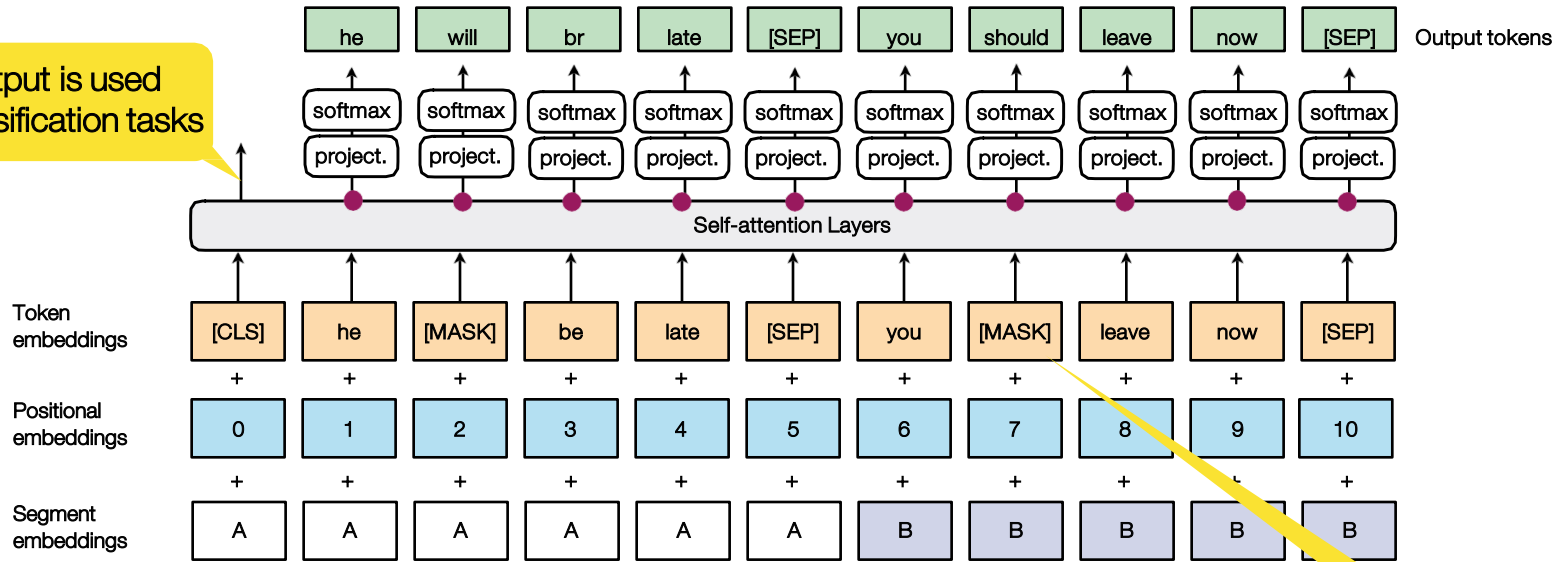 he will br late [SEP] you should leave now [SEP] Output tokens
is used
tasks
softmax softmax softmax softmax softmax softmax softmax softmax softmax softmax
project. project. project. project. project. project. project. project. project. project.
Self-attention Layers
Token
embeddings
[CLS] he [MASK] be late [SEP] you [MASK] leave now [SEP]
+ + + + + + + + + + +
Positional
embeddings
0 1 2 3 4 5 6 7 8 9 10
+ + + + + + + + + + +
Segment
embeddings
A A A A A A B B B B B